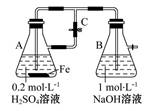 C
A
B
Fe
0.2 mol·L⁻¹
H₂SO₄溶液
1 mol·L⁻¹
NaOH溶液